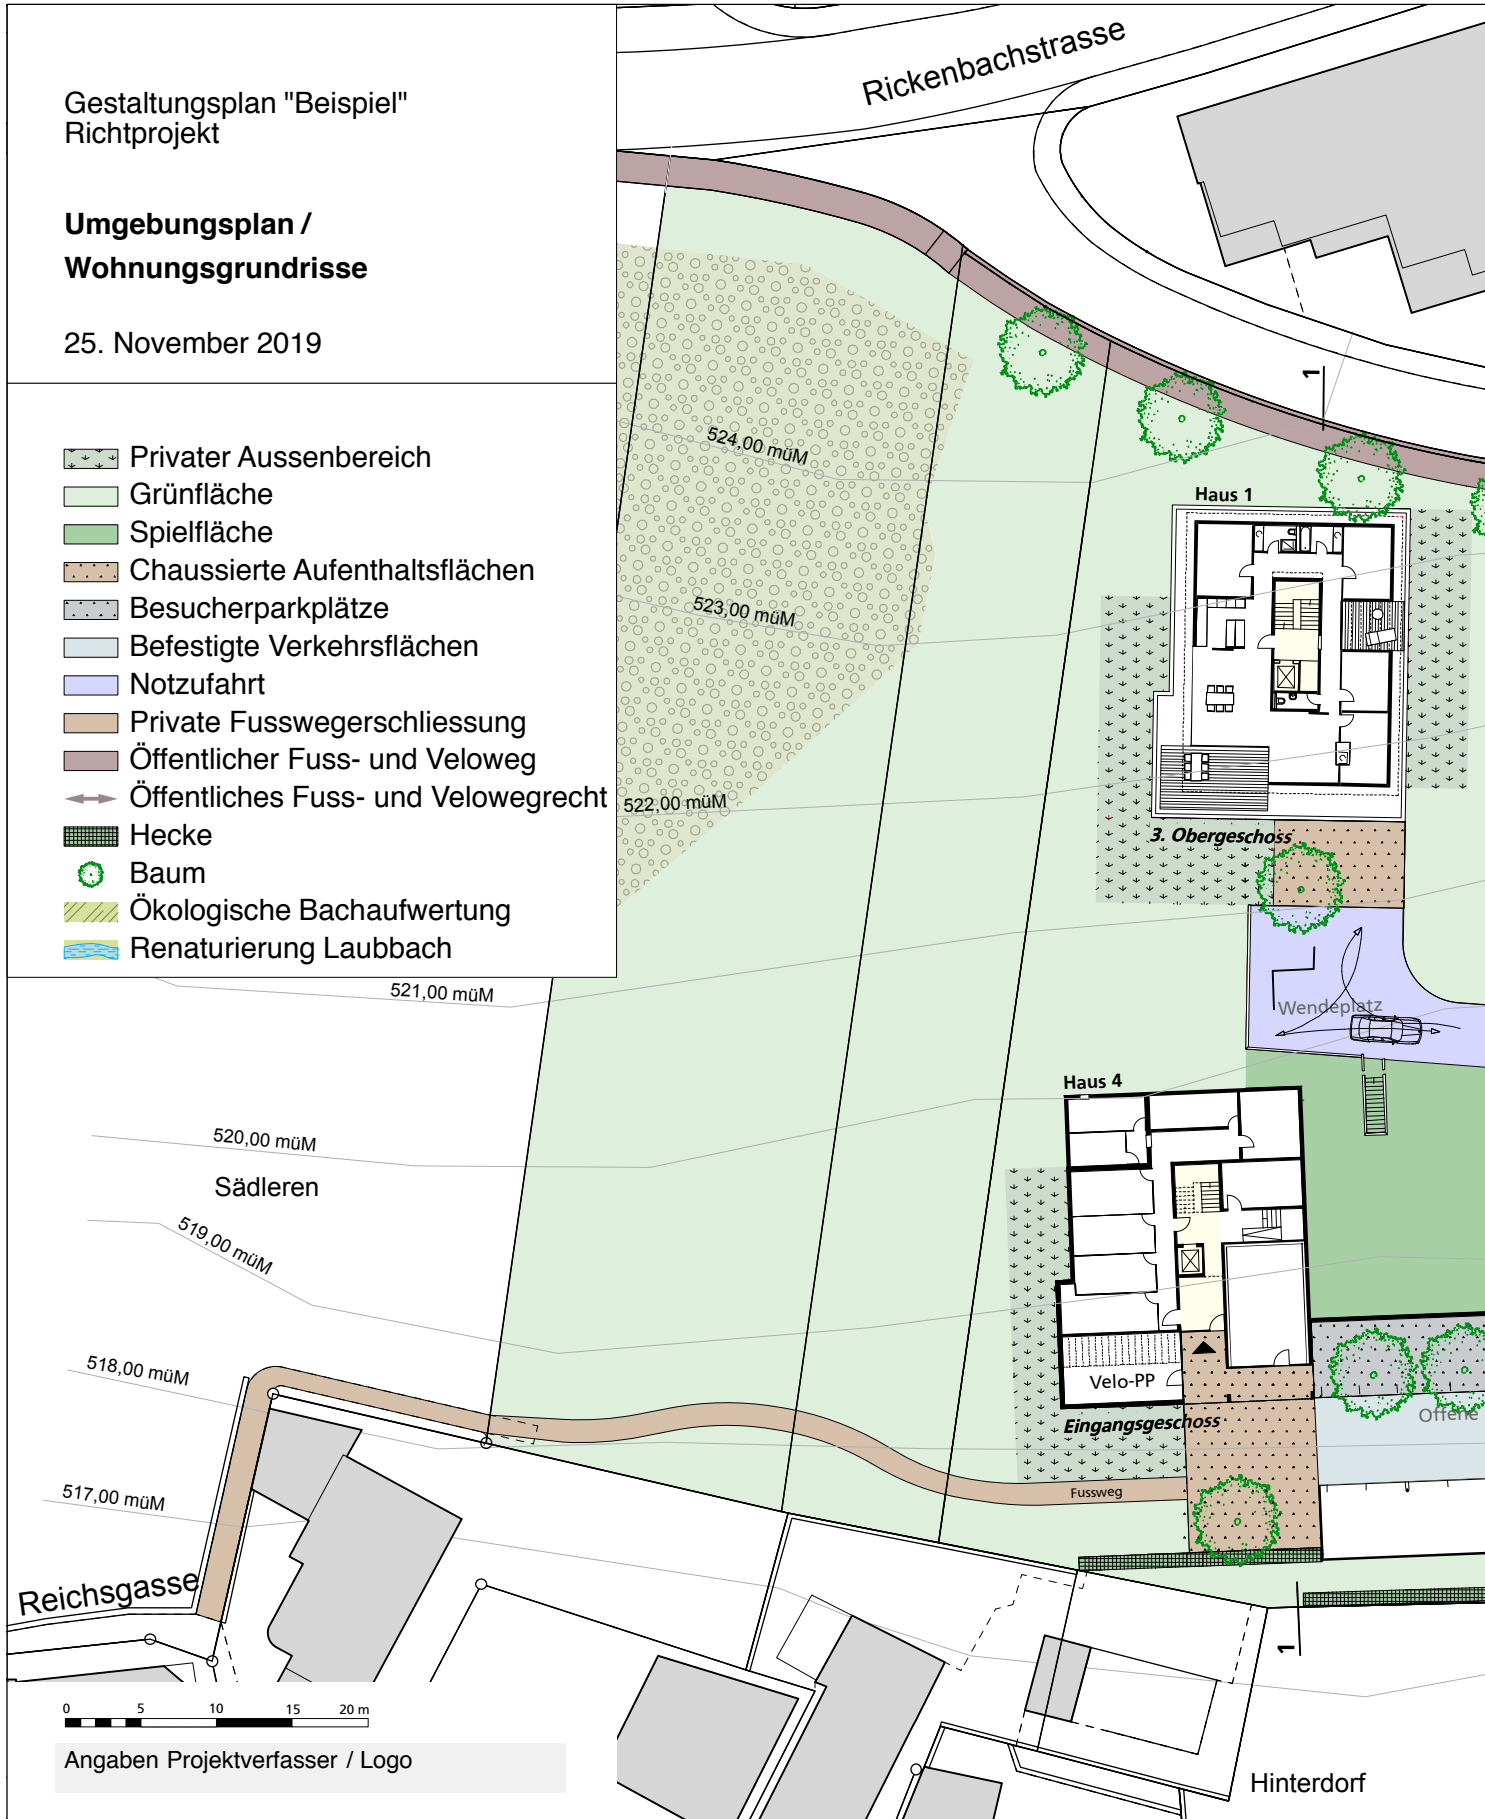 Gestaltungsplan "Beispiel"
Richtprojekt
Umgebungsplan /
Wohnungsgrundrisse
25. November 2019
Privater Aussenbereich
Grünfläche
Spielfläche
Chaussierte Aufenthaltsflächen
Besucherparkplätze
Befestigte Verkehrsflächen
Notzufahrt
Private Fusswegerschliessung
Öffentlicher Fuss- und Veloweg
Öffentliches Fuss- und Velowegrecht
Hecke
Baum
Ökologische Bachaufwertung
Renaturierung Laubbach
Rickenbachstrasse
1
524,00 müM
Haus 1
523,00 müM
522,00 müM
3. Obergeschoss
521,00 müM
Wendeplatz
Haus 4
520,00 müM
Sädleren
519,00 müM
518,00 müM
Velo-PP
Eingangsgeschoss
Offene
517,00 müM
Fussweg
Reichsgasse
1
0 5 10 15 20 m
Angaben Projektverfasser / Logo
Hinterdorf